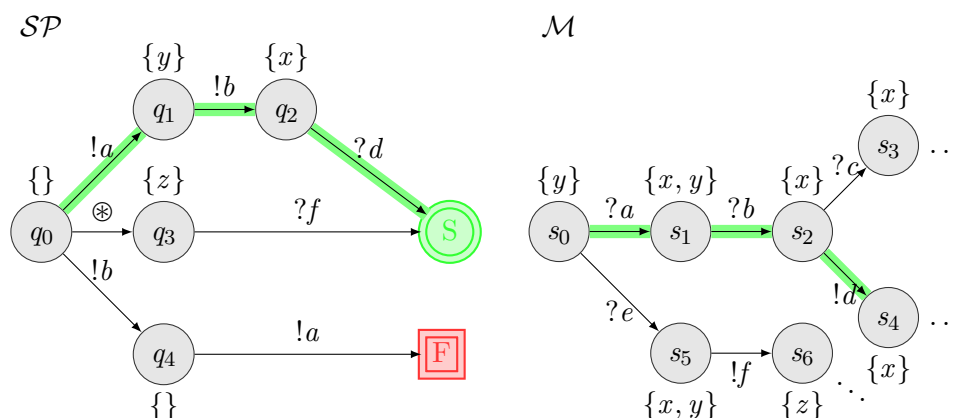 𝒮𝒫 ℳ
{y} {x}
!b
q₁ q₂ {x}
!a ?d s₃ . .
{} {z} {y} {x, y} {x} ?c
⊛ ?f ?a ?b
q₀ q₃ S s₀ s₁ s₂
!b !d
?e s₄ . .
!a
q₄ F s₅ s₆ {x}
!f
{} {x, y} {z} . . .